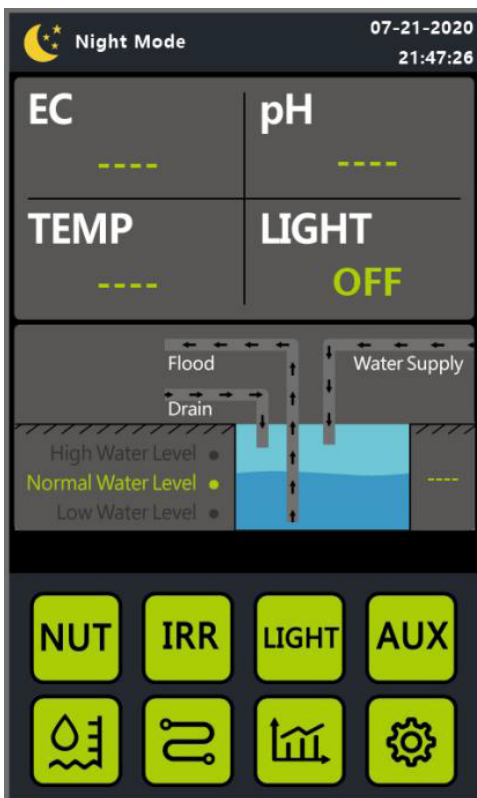 Night Mode
07-21-2020
21:47:26
EC
pH
----
----
TEMP
LIGHT
----
OFF
Flood
Water Supply
Drain
High Water Level
Normal Water Level
----
Low Water Level
NUT IRR LIGHT AUX